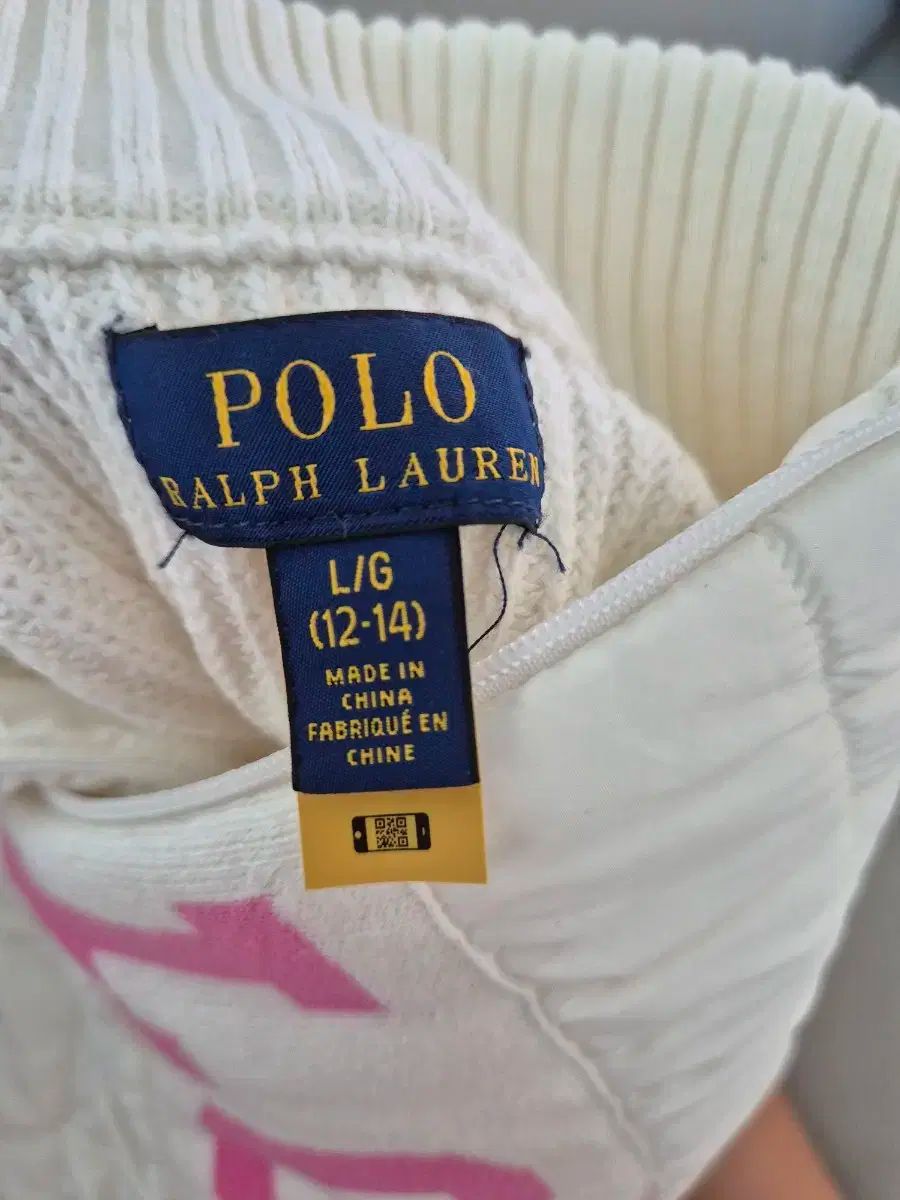 POLO
RALPH LAUREN
L/G
(12-14)
MADE IN
CHINA
FABRIQUÉ EN
CHINE